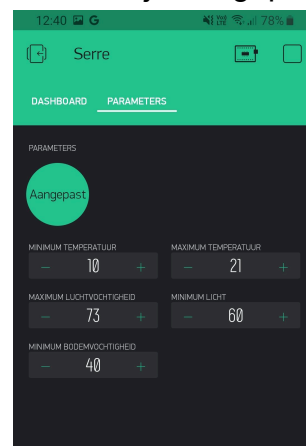 12:40 G 78%
Serre
DASHBOARD PARAMETERS
PARAMETERS
Aangepast
MINIMUM TEMPERATUUR MAXIMUM TEMPERATUUR
− 10 + − 21 +
MAXIMUM LUCHTVOCHTIGHEID MINIMUM LICHT
− 73 + − 60 +
MINIMUM BODEMVOCHTIGHEID
− 40 +